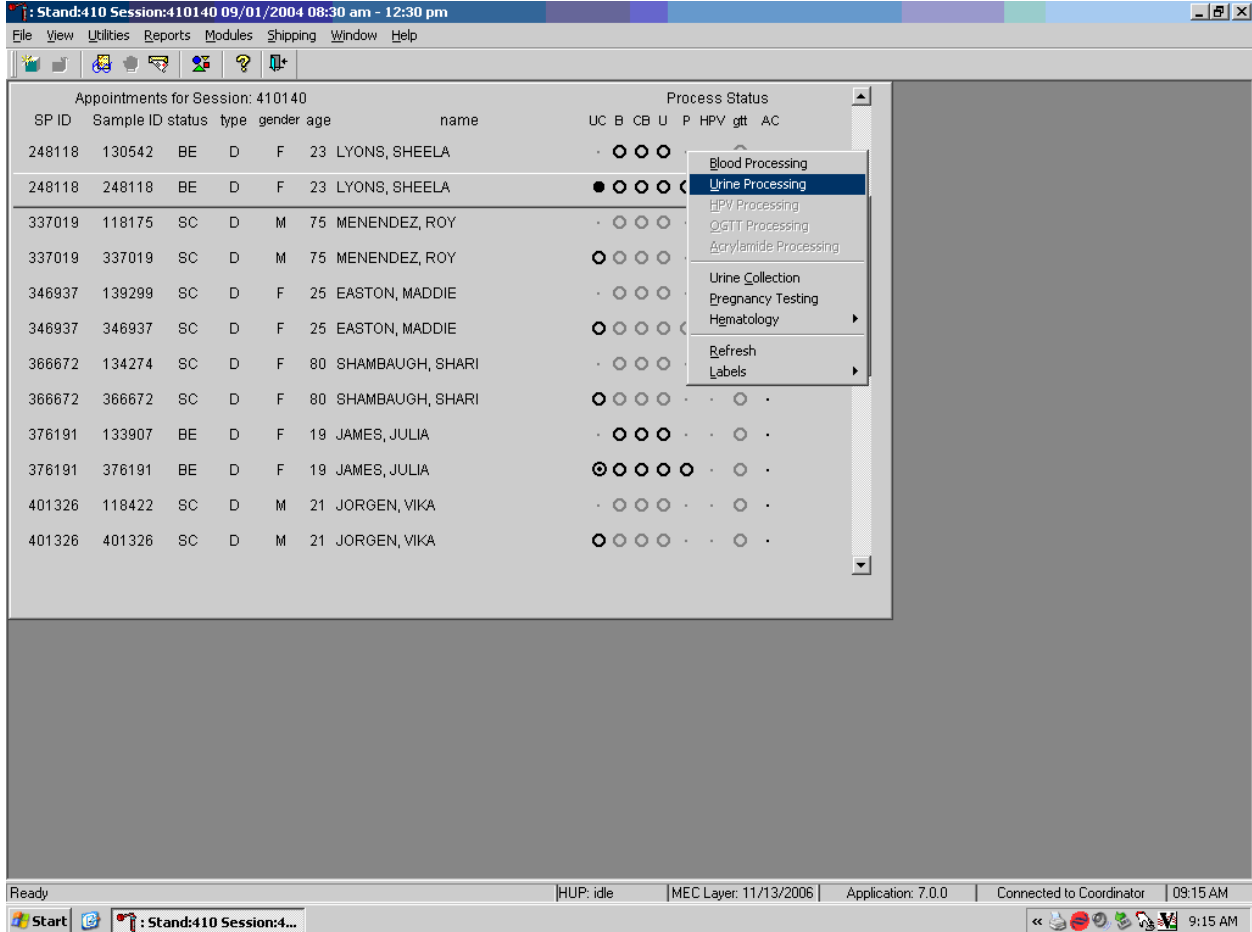 : Stand:410 Session:410140 09/01/2004 08:30 am - 12:30 pm
File View Utilities Reports Modules Shipping Window Help
Appointments for Session: 410140 Process Status
SP ID Sample ID status type gender age name UC B CB U P HPV gtt AC
248118 130542 BE D F 23 LYONS, SHEELA
248118 248118 BE D F 23 LYONS, SHEELA
337019 118175 SC D M 75 MENENDEZ, ROY
337019 337019 SC D M 75 MENENDEZ, ROY
346937 139299 SC D F 25 EASTON, MADDIE
346937 346937 SC D F 25 EASTON, MADDIE
366672 134274 SC D F 80 SHAMBAUGH, SHARI
366672 366672 SC D F 80 SHAMBAUGH, SHARI
376191 133907 BE D F 19 JAMES, JULIA
376191 376191 BE D F 19 JAMES, JULIA
401326 118422 SC D M 21 JORGEN, VIKA
401326 401326 SC D M 21 JORGEN, VIKA
Blood Processing
Urine Processing
HPV Processing
OGTT Processing
Acrylamide Processing
Urine Collection
Pregnancy Testing
Hematology
Refresh
Labels
Ready HUP: idle MEC Layer: 11/13/2006 Application: 7.0.0 Connected to Coordinator 09:15 AM
Start : Stand:410 Session:4... « 9:15 AM